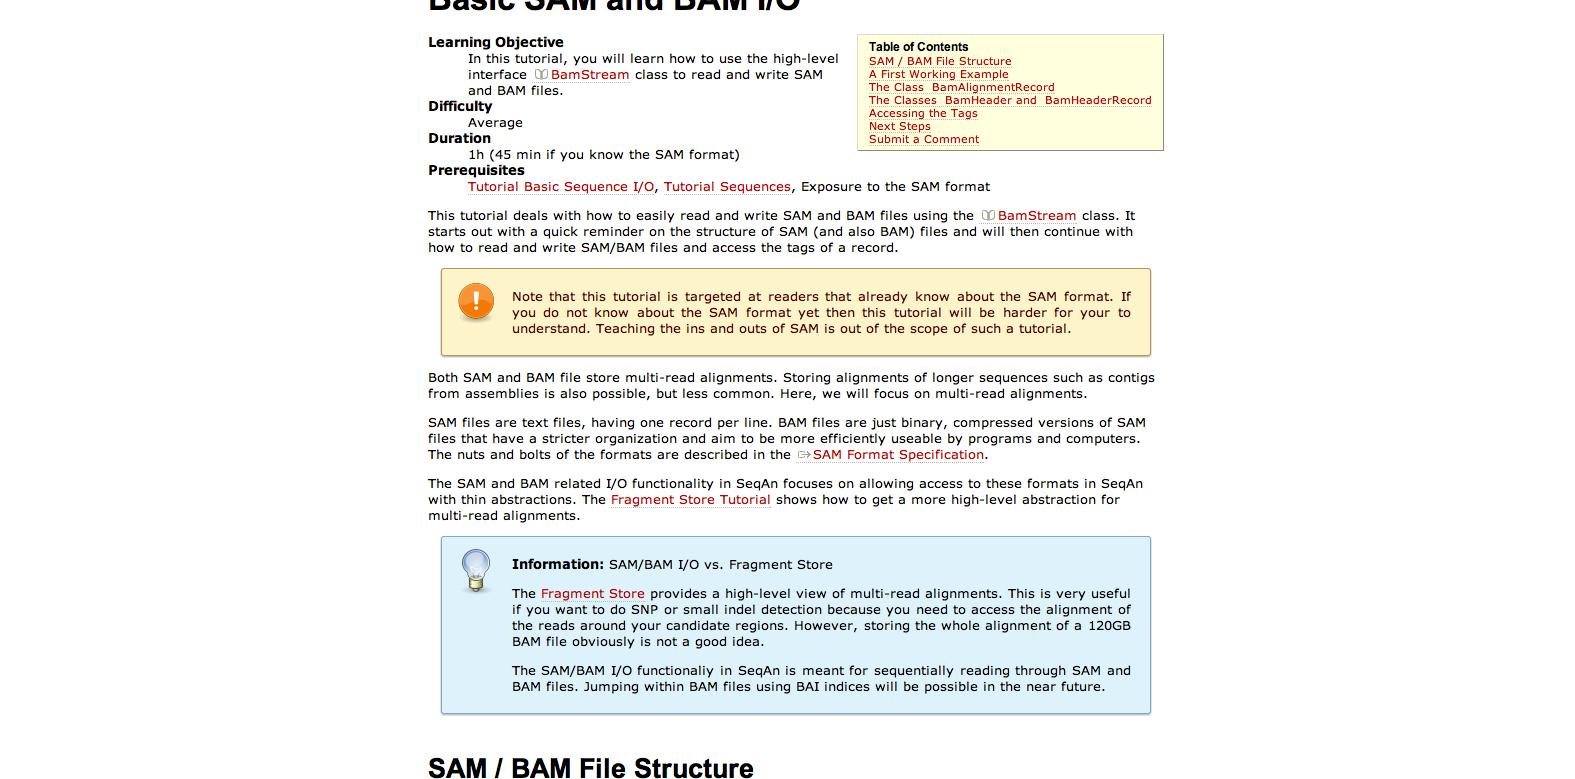 Basic SAM and BAM I/O
Learning Objective
In this tutorial, you will learn how to use the high-level
interface BamStream class to read and write SAM
and BAM files.
Difficulty
Average
Duration
1h (45 min if you know the SAM format)
Prerequisites
Tutorial Basic Sequence I/O, Tutorial Sequences, Exposure to the SAM format
Table of Contents
SAM / BAM File Structure
A First Working Example
The Class BamAlignmentRecord
The Classes BamHeader and BamHeaderRecord
Accessing the Tags
Next Steps
Submit a Comment
This tutorial deals with how to easily read and write SAM and BAM files using the BamStream class. It
starts out with a quick reminder on the structure of SAM (and also BAM) files and will then continue with
how to read and write SAM/BAM files and access the tags of a record.
Note that this tutorial is targeted at readers that already know about the SAM format. If
you do not know about the SAM format yet then this tutorial will be harder for your to
understand. Teaching the ins and outs of SAM is out of the scope of such a tutorial.
Both SAM and BAM file store multi-read alignments. Storing alignments of longer sequences such as contigs
from assemblies is also possible, but less common. Here, we will focus on multi-read alignments.
SAM files are text files, having one record per line. BAM files are just binary, compressed versions of SAM
files that have a stricter organization and aim to be more efficiently useable by programs and computers.
The nuts and bolts of the formats are described in the SAM Format Specification.
The SAM and BAM related I/O functionality in SeqAn focuses on allowing access to these formats in SeqAn
with thin abstractions. The Fragment Store Tutorial shows how to get a more high-level abstraction for
multi-read alignments.
Information: SAM/BAM I/O vs. Fragment Store
The Fragment Store provides a high-level view of multi-read alignments. This is very useful
if you want to do SNP or small indel detection because you need to access the alignment of
the reads around your candidate regions. However, storing the whole alignment of a 120GB
BAM file obviously is not a good idea.
The SAM/BAM I/O functionaliy in SeqAn is meant for sequentially reading through SAM and
BAM files. Jumping within BAM files using BAI indices will be possible in the near future.
SAM / BAM File Structure